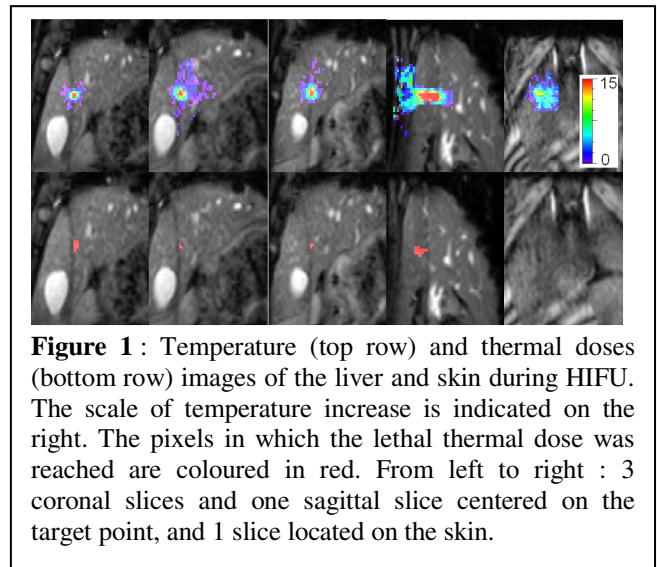 15
0
Figure 1 : Temperature (top row) and thermal doses
(bottom row) images of the liver and skin during HIFU.
The scale of temperature increase is indicated on the
right. The pixels in which the lethal thermal dose was
reached are coloured in red. From left to right : 3
coronal slices and one sagittal slice centered on the
target point, and 1 slice located on the skin.